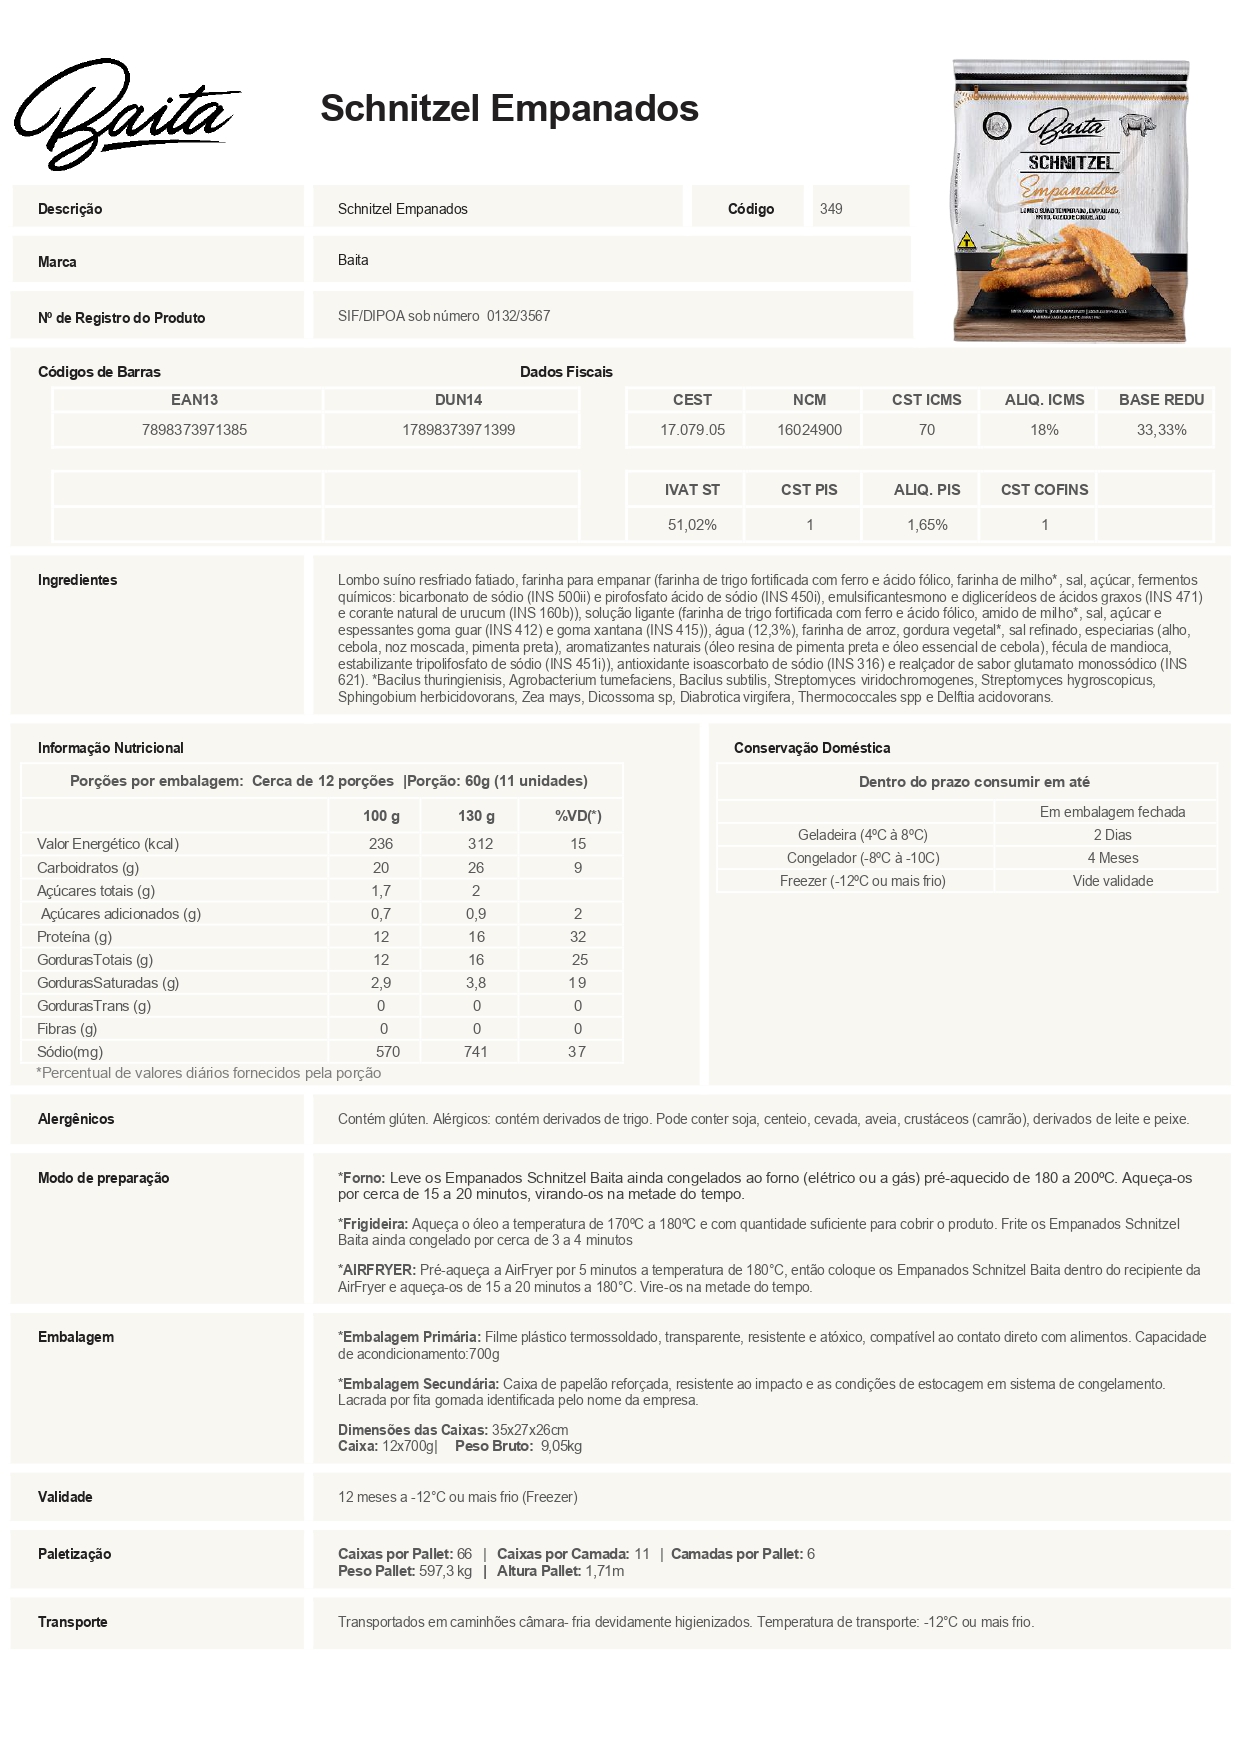 Baita
Schnitzel Empanados
Baita
SCHNITZEL
Empanados
LOMBO SUÍNO TEMPERADO, EMPANADO,
FRITO, COZIDO E CONGELADO
T
Descrição
Schnitzel Empanados
Código
349
Marca
Baita
Nº de Registro do Produto
SIF/DIPOA sob número 0132/3567
Códigos de Barras
Dados Fiscais
EAN13 DUN14 CEST NCM CST ICMS ALIQ. ICMS BASE REDU
7898373971385 17898373971399 17.079.05 16024900 70 18% 33,33%
IVAT ST CST PIS ALIQ. PIS CST COFINS
51,02% 1 1,65% 1
Ingredientes
Lombo suíno resfriado fatiado, farinha para empanar (farinha de trigo fortificada com ferro e ácido fólico, farinha de milho*, sal, açúcar, fermentos
químicos: bicarbonato de sódio (INS 500ii) e pirofosfato ácido de sódio (INS 450i), emulsificantesmono e diglicerídeos de ácidos graxos (INS 471)
e corante natural de urucum (INS 160b)), solução ligante (farinha de trigo fortificada com ferro e ácido fólico, amido de milho*, sal, açúcar e
espessantes goma guar (INS 412) e goma xantana (INS 415)), água (12,3%), farinha de arroz, gordura vegetal*, sal refinado, especiarias (alho,
cebola, noz moscada, pimenta preta), aromatizantes naturais (óleo resina de pimenta preta e óleo essencial de cebola), fécula de mandioca,
estabilizante tripolifosfato de sódio (INS 451i)), antioxidante isoascorbato de sódio (INS 316) e realçador de sabor glutamato monossódico (INS
621). *Bacilus thuringienisis, Agrobacterium tumefaciens, Bacilus subtilis, Streptomyces viridochromogenes, Streptomyces hygroscopicus,
Sphingobium herbicidovorans, Zea mays, Dicossoma sp, Diabrotica virgifera, Thermococcales spp e Delftia acidovorans.
Informação Nutricional
Porções por embalagem: Cerca de 12 porções |Porção: 60g (11 unidades)
100 g 130 g %VD(*)
Valor Energético (kcal) 236 312 15
Carboidratos (g) 20 26 9
Açúcares totais (g) 1,7 2
Açúcares adicionados (g) 0,7 0,9 2
Proteína (g) 12 16 32
GordurasTotais (g) 12 16 25
GordurasSaturadas (g) 2,9 3,8 19
GordurasTrans (g) 0 0 0
Fibras (g) 0 0 0
Sódio(mg) 570 741 37
*Percentual de valores diários fornecidos pela porção
Conservação Doméstica
Dentro do prazo consumir em até
Em embalagem fechada
Geladeira (4ºC à 8ºC) 2 Dias
Congelador (-8ºC à -10C) 4 Meses
Freezer (-12ºC ou mais frio) Vide validade
Alergênicos
Contém glúten. Alérgicos: contém derivados de trigo. Pode conter soja, centeio, cevada, aveia, crustáceos (camrão), derivados de leite e peixe.
Modo de preparação
*Forno: Leve os Empanados Schnitzel Baita ainda congelados ao forno (elétrico ou a gás) pré-aquecido de 180 a 200ºC. Aqueça-os
por cerca de 15 a 20 minutos, virando-os na metade do tempo.
*Frigideira: Aqueça o óleo a temperatura de 170ºC a 180ºC e com quantidade suficiente para cobrir o produto. Frite os Empanados Schnitzel
Baita ainda congelado por cerca de 3 a 4 minutos
*AIRFRYER: Pré-aqueça a AirFryer por 5 minutos a temperatura de 180°C, então coloque os Empanados Schnitzel Baita dentro do recipiente da
AirFryer e aqueça-os de 15 a 20 minutos a 180°C. Vire-os na metade do tempo.
Embalagem
*Embalagem Primária: Filme plástico termossoldado, transparente, resistente e atóxico, compatível ao contato direto com alimentos. Capacidade
de acondicionamento:700g
*Embalagem Secundária: Caixa de papelão reforçada, resistente ao impacto e as condições de estocagem em sistema de congelamento.
Lacrada por fita gomada identificada pelo nome da empresa.
Dimensões das Caixas: 35x27x26cm
Caixa: 12x700g| Peso Bruto: 9,05kg
Validade
12 meses a -12°C ou mais frio (Freezer)
Paletização
Caixas por Pallet: 66 | Caixas por Camada: 11 | Camadas por Pallet: 6
Peso Pallet: 597,3 kg | Altura Pallet: 1,71m
Transporte
Transportados em caminhões câmara- fria devidamente higienizados. Temperatura de transporte: -12°C ou mais frio.